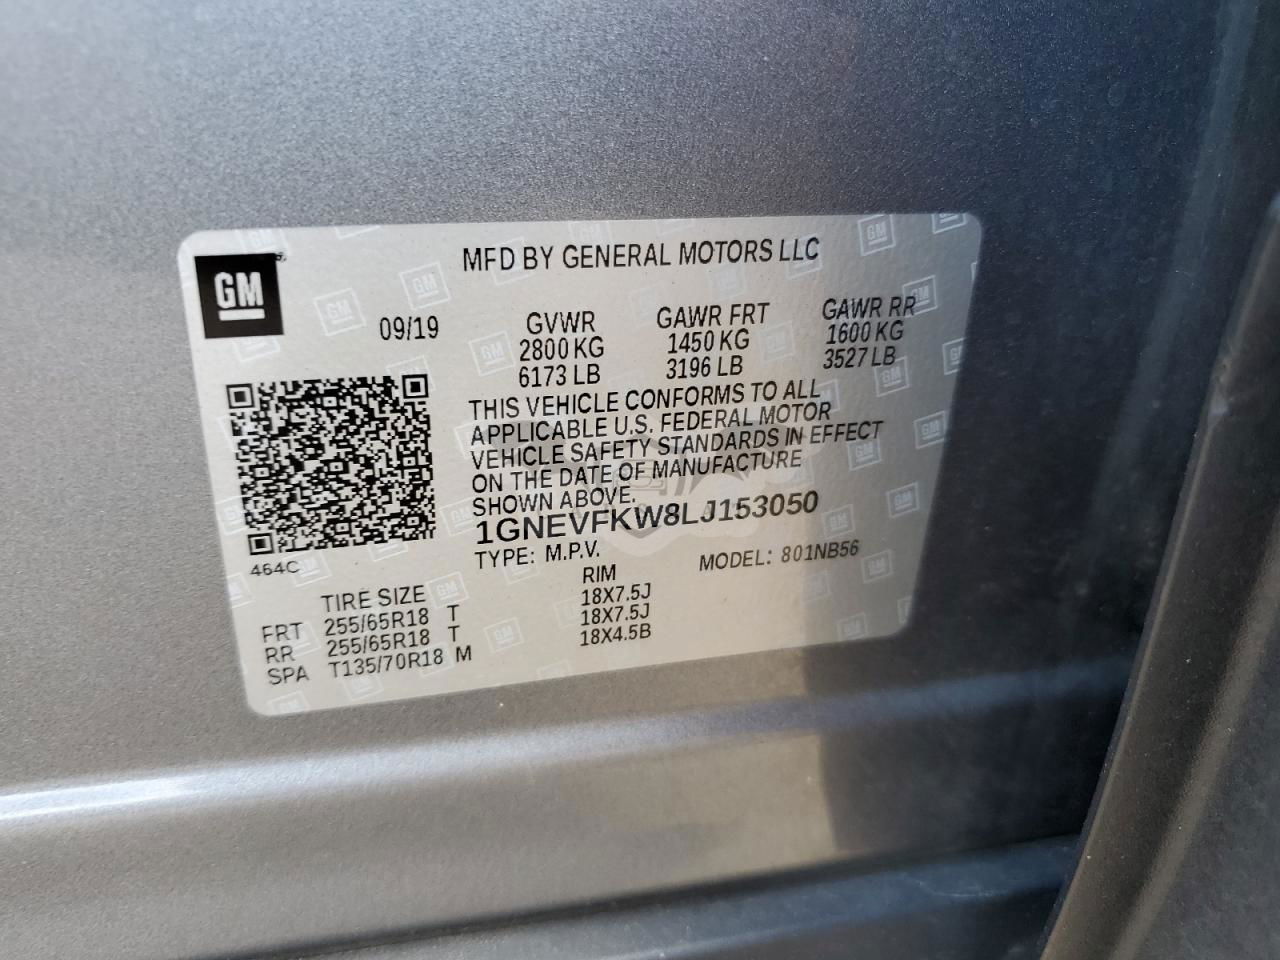 GM
MFD BY GENERAL MOTORS LLC
09/19
GVWR GAWR FRT GAWR RR
2800 KG 1450 KG 1600 KG
6173 LB 3196 LB 3527 LB
THIS VEHICLE CONFORMS TO ALL
APPLICABLE U.S. FEDERAL MOTOR
VEHICLE SAFETY STANDARDS IN EFFECT
ON THE DATE OF MANUFACTURE
SHOWN ABOVE.
1GNEVFKW8LJ153050
464C
TYPE: M.P.V. MODEL: 801NB56
TIRE SIZE RIM
FRT 255/65R18 T 18X7.5J
RR 255/65R18 T 18X7.5J
SPA T135/70R18 M 18X4.5B